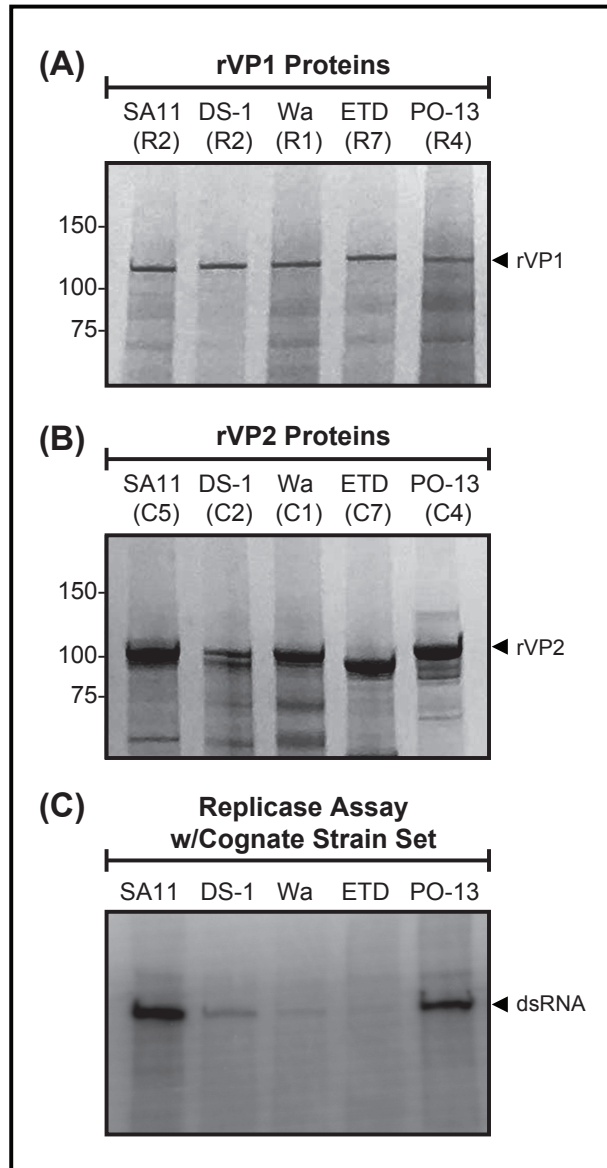 (A)
rVP1 Proteins
SA11 DS-1 Wa ETD PO-13
(R2) (R2) (R1) (R7) (R4)
150-
100-
75-
◄ rVP1
(B)
rVP2 Proteins
SA11 DS-1 Wa ETD PO-13
(C5) (C2) (C1) (C7) (C4)
150-
100-
75-
◄ rVP2
(C)
Replicase Assay
w/Cognate Strain Set
SA11 DS-1 Wa ETD PO-13
◄ dsRNA